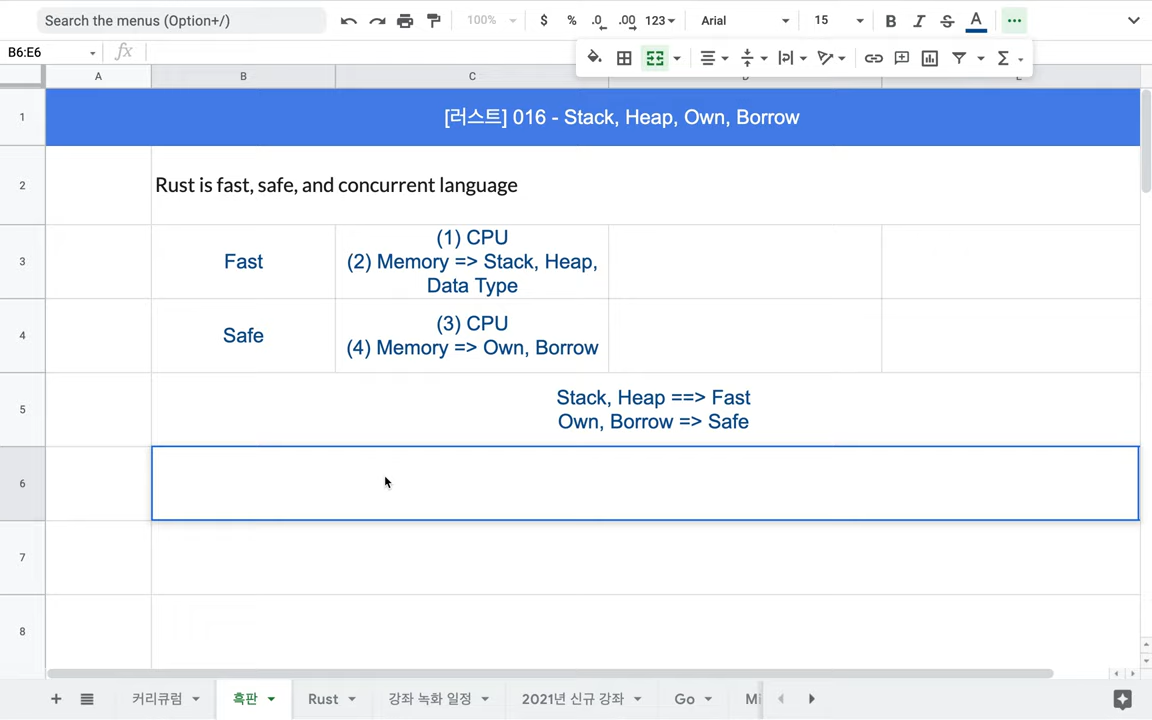 Search the menus (Option+/)
100%
$
%
.0
.00
123
Arial
15
B
I
S
A
B6:E6
fx
A
B
C
1
[러스트] 016 - Stack, Heap, Own, Borrow
2
Rust is fast, safe, and concurrent language
3
Fast
(1) CPU
(2) Memory => Stack, Heap,
Data Type
4
Safe
(3) CPU
(4) Memory => Own, Borrow
5
Stack, Heap ==> Fast
Own, Borrow => Safe
6
7
8
커리큐럼
흑판
Rust
강좌 녹화 일정
2021년 신규 강좌
Go